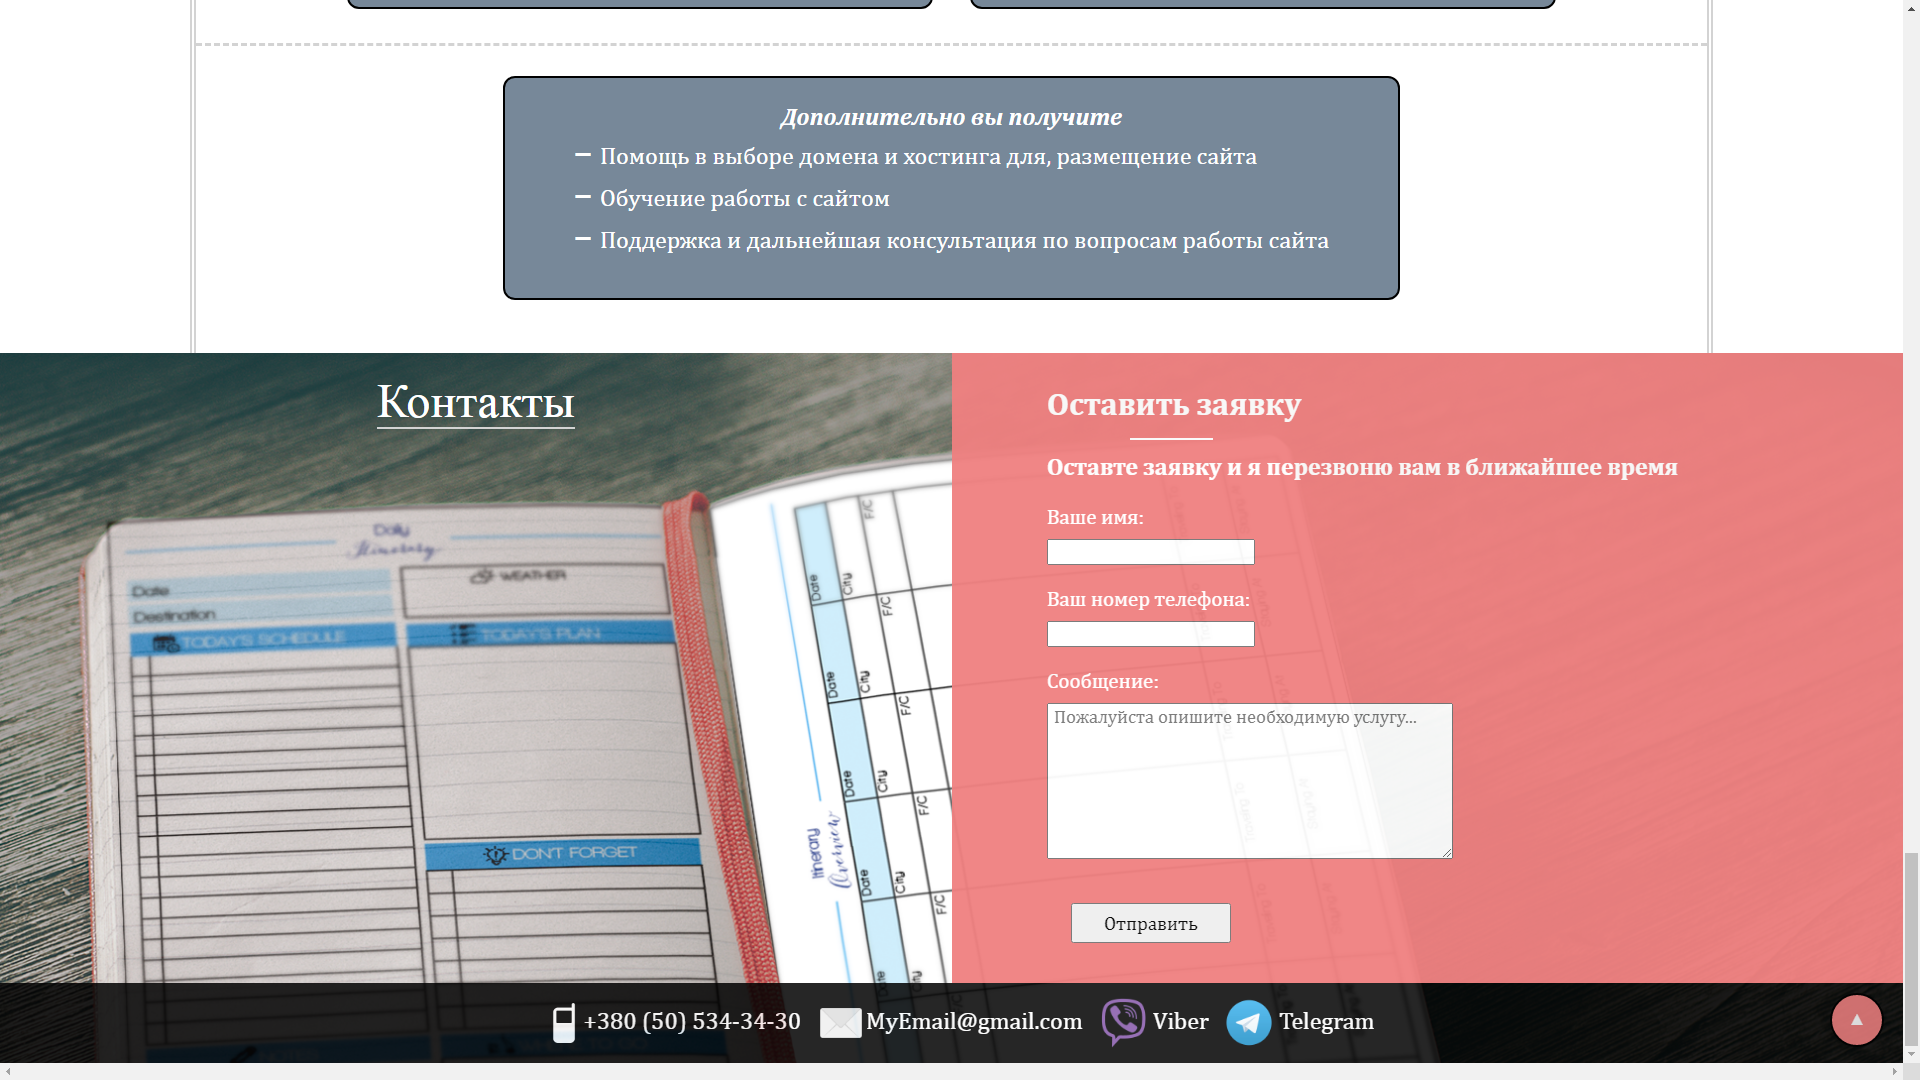 Дополнительно вы получите
– Помощь в выборе домена и хостинга для, размещение сайта
– Обучение работы с сайтом
– Поддержка и дальнейшая консультация по вопросам работы сайта
Контакты
Daily
Itinerary
Date
Destination
WEATHER
TODAY'S SCHEDULE
TODAY'S PLAN
DON'T FORGET
Itinerary
Overview
Date
City
F/C
Date
City
F/C
Date
City
F/C
Date
City
F/C
Date
City
F/C
Оставить заявку
Оставте заявку и я перезвоню вам в ближайшее время
Ваше имя:
Ваш номер телефона:
Сообщение:
Пожалуйста опишите необходимую услугу...
Отправить
+380 (50) 534-34-30
MyEmail@gmail.com
Viber
Telegram